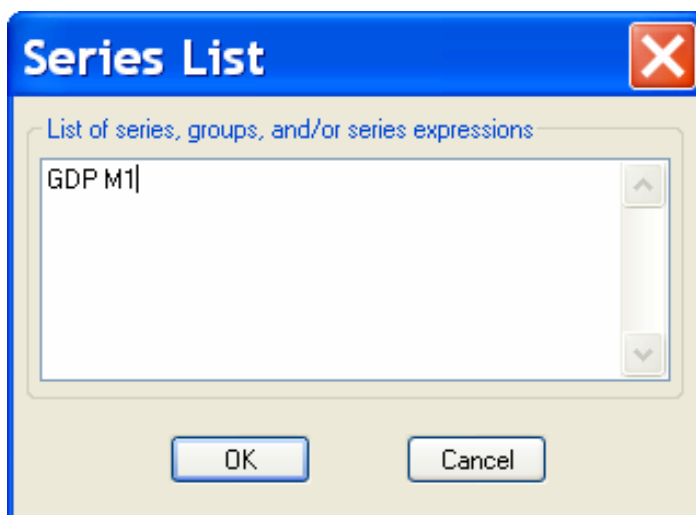 Series List
List of series, groups, and/or series expressions
GDP M1
OK
Cancel